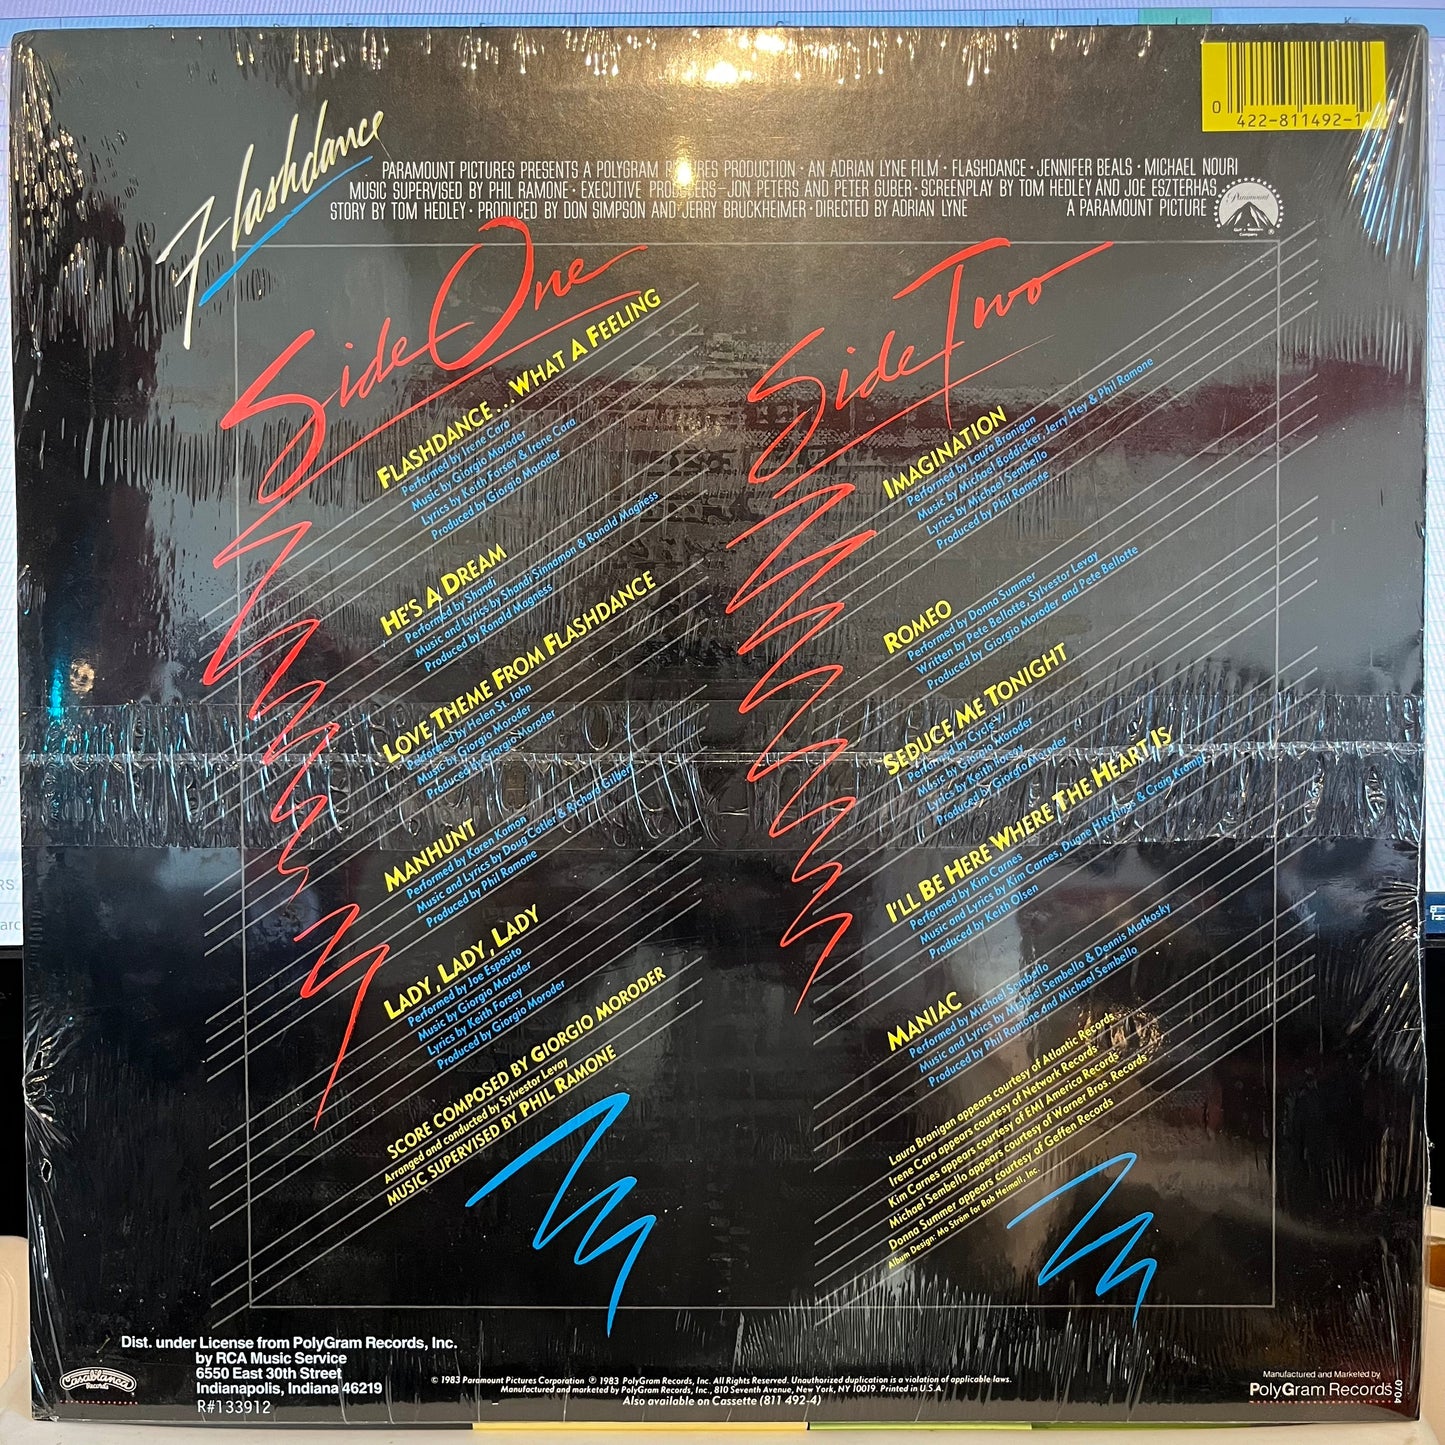 0 422-811492-1
Flashdance
PARAMOUNT PICTURES PRESENTS A POLYGRAM PICTURES PRODUCTION · AN ADRIAN LYNE FILM · FLASHDANCE · JENNIFER BEALS · MICHAEL NOURI
MUSIC SUPERVISED BY PHIL RAMONE · EXECUTIVE PRODUCERS—JON PETERS AND PETER GUBER · SCREENPLAY BY TOM HEDLEY AND JOE ESZTERHAS
STORY BY TOM HEDLEY · PRODUCED BY DON SIMPSON AND JERRY BRUCKHEIMER · DIRECTED BY ADRIAN LYNE A PARAMOUNT PICTURE
Paramount
A Gulf + Western Company
Side One
FLASHDANCE...WHAT A FEELING
Performed by Irene Cara
Music by Giorgio Moroder
Lyrics by Keith Forsey & Irene Cara
Produced by Giorgio Moroder
HE'S A DREAM
Performed by Shandi
Music and Lyrics by Shandi Sinnamon & Ronald Magness
Produced by Ronald Magness
LOVE THEME FROM FLASHDANCE
Performed by Helen St. John
Music by Giorgio Moroder
Produced by Giorgio Moroder
MANHUNT
Performed by Karen Kamon
Music and Lyrics by Doug Cotler & Richard Gilbert
Produced by Phil Ramone
LADY, LADY, LADY
Performed by Joe Esposito
Music by Giorgio Moroder
Lyrics by Keith Forsey
Produced by Giorgio Moroder
SCORE COMPOSED BY GIORGIO MORODER
Arranged and conducted by Sylvester Levay
MUSIC SUPERVISED BY PHIL RAMONE
Side Two
IMAGINATION
Performed by Laura Branigan
Music by Michael Boddicker, Jerry Hey & Phil Ramone
Lyrics by Michael Sembello
Produced by Phil Ramone
ROMEO
Performed by Donna Summer
Written by Pete Bellotte, Sylvester Levay
Produced by Giorgio Moroder and Pete Bellotte
SEDUCE ME TONIGHT
Performed by Cycle V
Music by Giorgio Moroder
Lyrics by Keith Forsey
Produced by Giorgio Moroder
I'LL BE HERE WHERE THE HEART IS
Performed by Kim Carnes
Music and Lyrics by Kim Carnes, Duane Hitchings & Craig Krampf
Produced by Keith Olsen
MANIAC
Performed by Michael Sembello
Music and Lyrics by Michael Sembello & Dennis Matkosky
Produced by Phil Ramone and Michael Sembello
Laura Branigan appears courtesy of Atlantic Records
Irene Cara appears courtesy of Network Records
Kim Carnes appears courtesy of EMI America Records
Michael Sembello appears courtesy of Warner Bros. Records
Donna Summer appears courtesy of Geffen Records
Album Design: Mo Ström for Bob Heimall, Inc.
Dist. under License from PolyGram Records, Inc.
by RCA Music Service
6550 East 30th Street
Indianapolis, Indiana 46219
R#133912
Casablanca Records
© 1983 Paramount Pictures Corporation ℗ 1983 PolyGram Records, Inc. All Rights Reserved. Unauthorized duplication is a violation of applicable laws.
Manufactured and marketed by PolyGram Records, Inc., 810 Seventh Avenue, New York, NY 10019. Printed in U.S.A.
Also available on Cassette (811 492-4)
Manufactured and Marketed by
PolyGram Records
0704